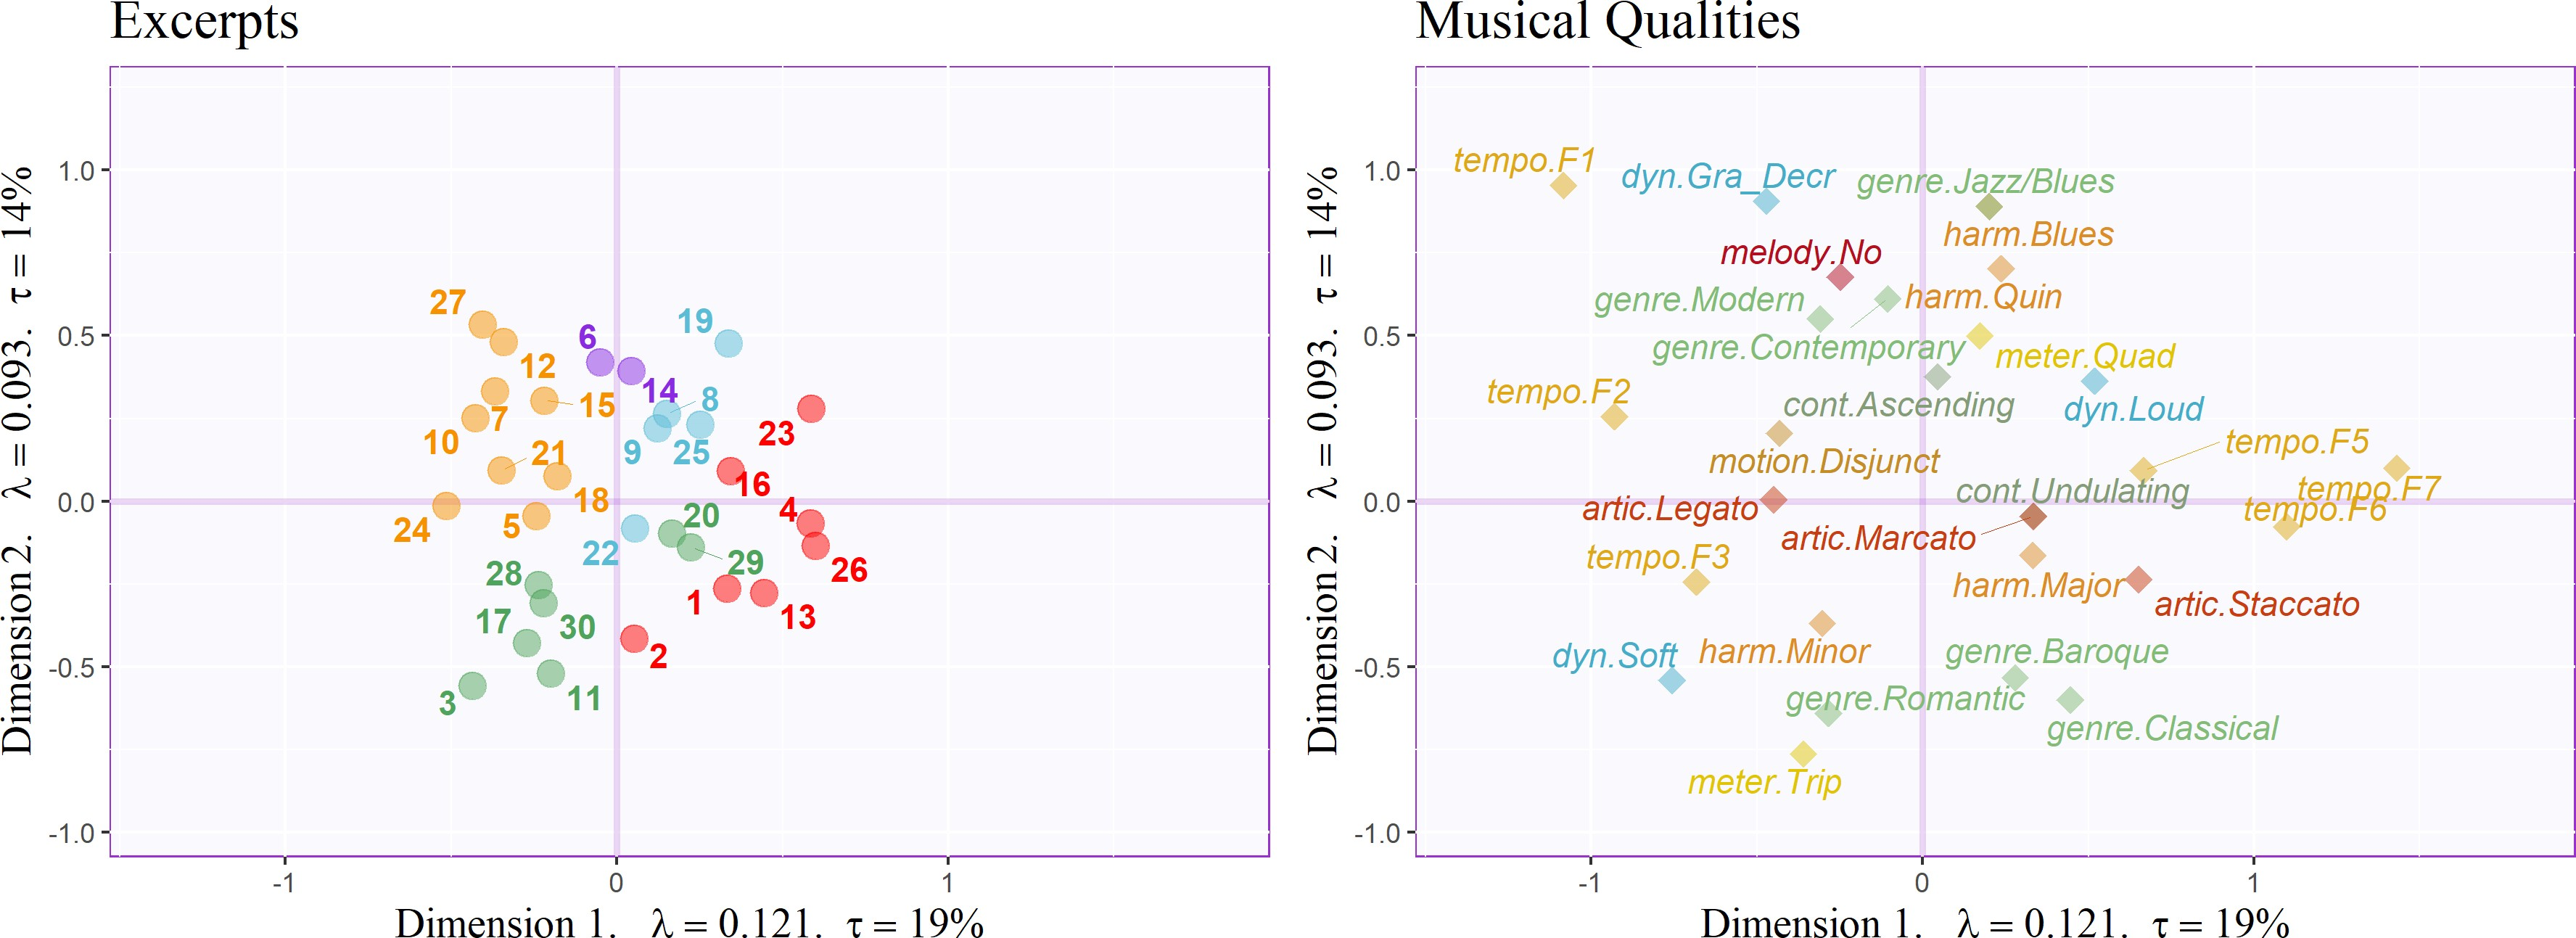 Excerpts
1.0
0.5
0.0
-0.5
-1.0
-1
0
1
Dimension 1. λ = 0.121. τ = 19%
Dimension 2. λ = 0.093. τ = 14%
27
12
6
19
14
8
15
7
10
9
25
23
21
16
18
24
5
4
20
22
29
26
28
1
13
17
30
2
3
11
Musical Qualities
1.0
0.5
0.0
-0.5
-1.0
-1
0
1
Dimension 1. λ = 0.121. τ = 19%
Dimension 2. λ = 0.093. τ = 14%
tempo.F1
dyn.Gra_Decr
genre.Jazz/Blues
harm.Blues
melody.No
genre.Modern
harm.Quin
genre.Contemporary
meter.Quad
tempo.F2
cont.Ascending
dyn.Loud
tempo.F5
motion.Disjunct
cont.Undulating
tempo.F7
artic.Legato
tempo.F6
artic.Marcato
tempo.F3
harm.Major
artic.Staccato
dyn.Soft
harm.Minor
genre.Baroque
genre.Romantic
genre.Classical
meter.Trip